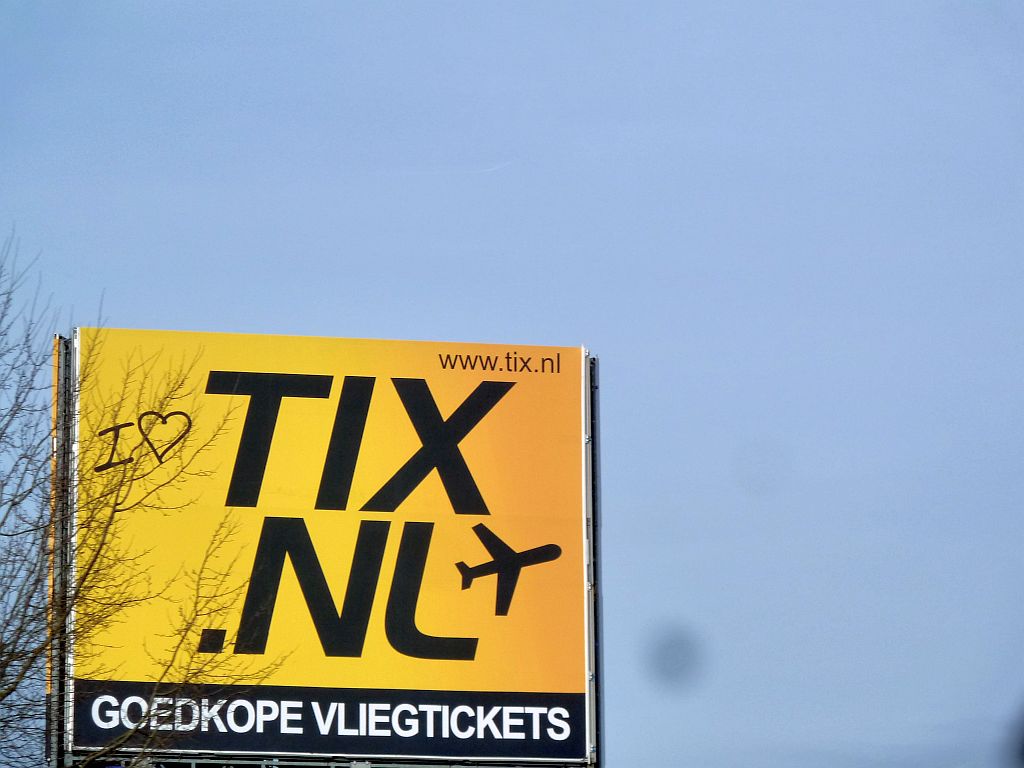 www.tix.nl
I ♡ TIX
.NL
GOEDKOPE VLIEGTICKETS